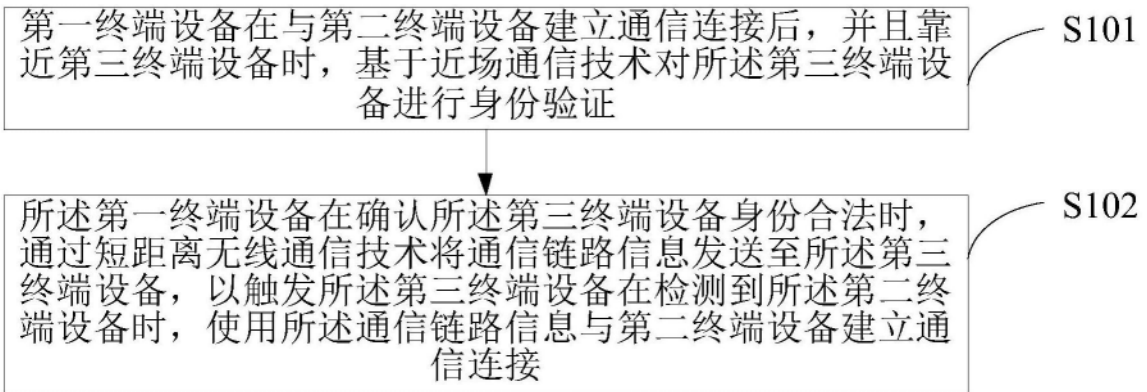 第一终端设备在与第二终端设备建立通信连接后，并且靠
近第三终端设备时，基于近场通信技术对所述第三终端设
备进行身份验证
S101
所述第一终端设备在确认所述第三终端设备身份合法时，
通过短距离无线通信技术将通信链路信息发送至所述第三
终端设备，以触发所述第三终端设备在检测到所述第二终
端设备时，使用所述通信链路信息与第二终端设备建立通
信连接
S102